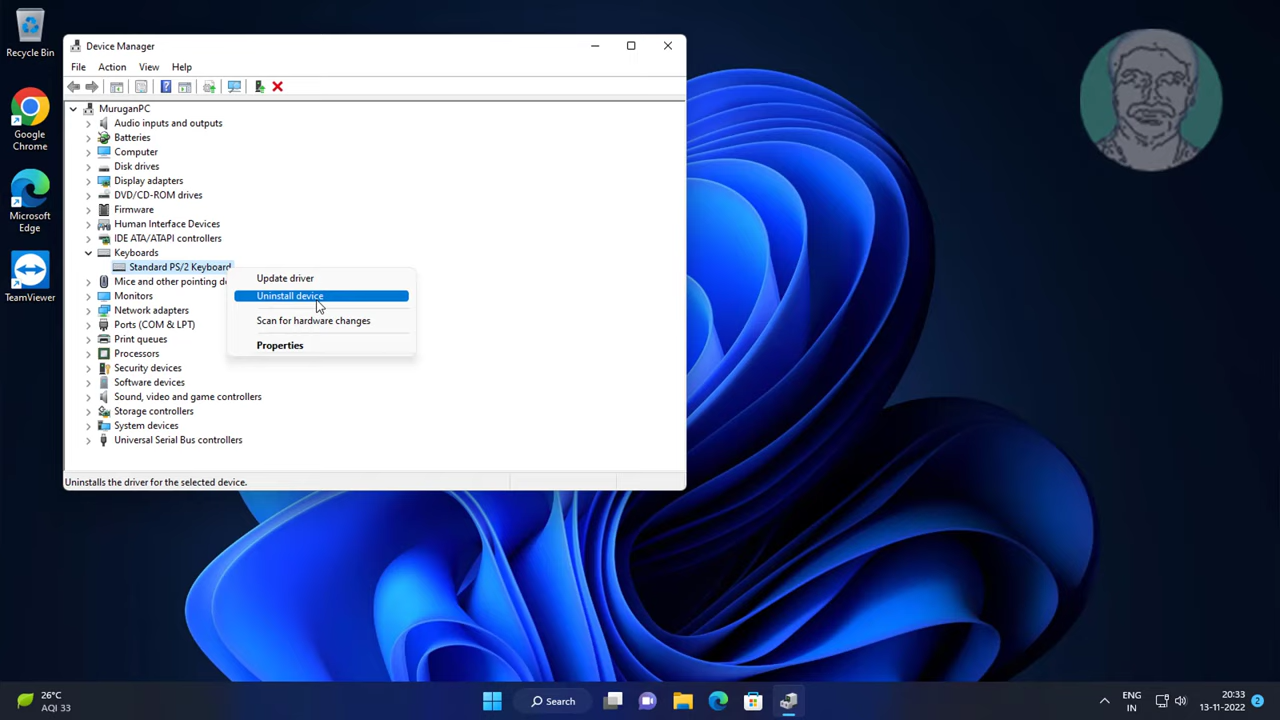 Recycle Bin
Google
Chrome
Microsoft
Edge
TeamViewer
Device Manager
File Action View Help
MuruganPC
Audio inputs and outputs
Batteries
Computer
Disk drives
Display adapters
DVD/CD-ROM drives
Firmware
Human Interface Devices
IDE ATA/ATAPI controllers
Keyboards
Standard PS/2 Keyboard
Mice and other pointing de
Monitors
Network adapters
Ports (COM & LPT)
Print queues
Processors
Security devices
Software devices
Sound, video and game controllers
Storage controllers
System devices
Universal Serial Bus controllers
Update driver
Uninstall device
Scan for hardware changes
Properties
Uninstalls the driver for the selected device.
26°C
AQI 33
Search
ENG
IN
20:33
13-11-2022
2